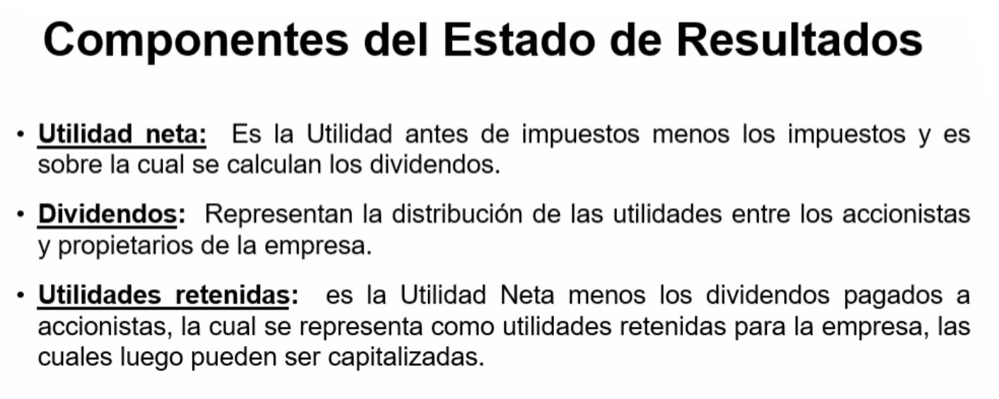 Componentes del Estado de Resultados
• Utilidad neta: Es la Utilidad antes de impuestos menos los impuestos y es
sobre la cual se calculan los dividendos.
• Dividendos: Representan la distribución de las utilidades entre los accionistas
y propietarios de la empresa.
• Utilidades retenidas: es la Utilidad Neta menos los dividendos pagados a
accionistas, la cual se representa como utilidades retenidas para la empresa, las
cuales luego pueden ser capitalizadas.